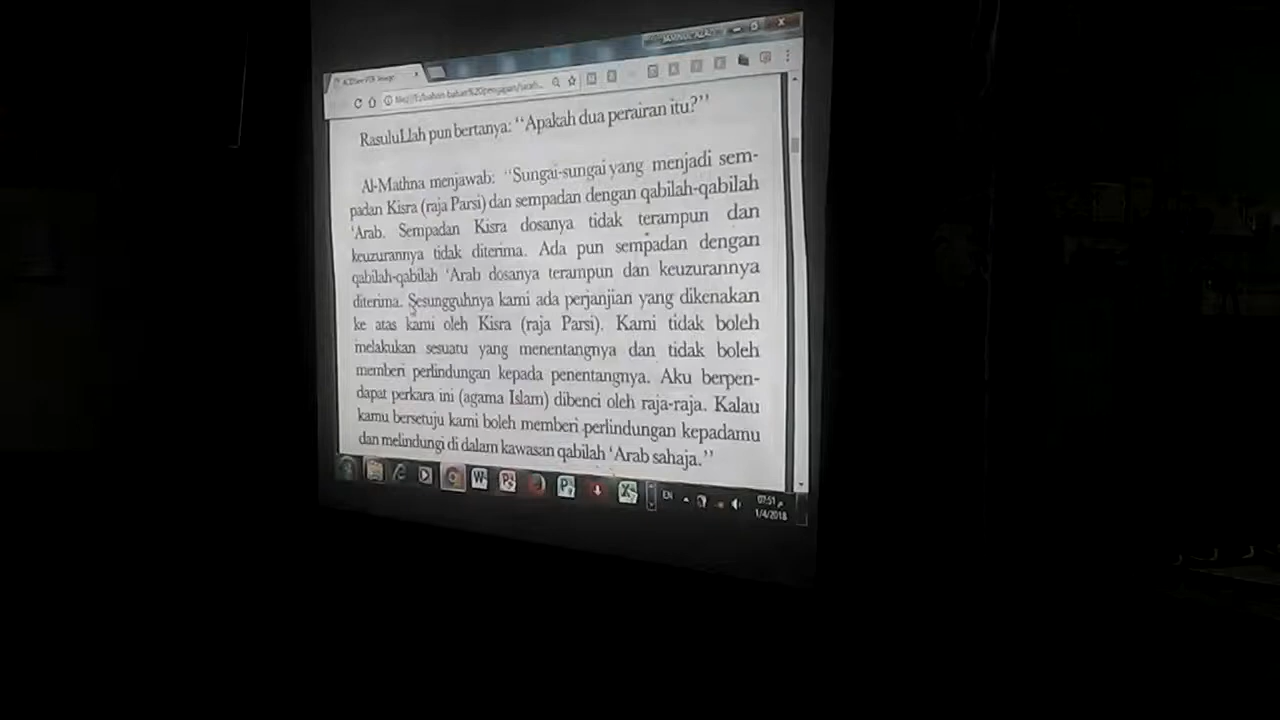 RasuluLlah pun bertanya: "Apakah dua perairan itu?"
Al-Mathna menjawab: "Sungai-sungai yang menjadi sem-
padan Kisra (raja Parsi) dan sempadan dengan qabilah-qabilah
'Arab. Sempadan Kisra dosanya tidak terampun dan
keuzurannya tidak diterima. Ada pun sempadan dengan
qabilah-qabilah 'Arab dosanya terampun dan keuzurannya
diterima. Sesungguhnya kami ada perjanjian yang dikenakan
ke atas kami oleh Kisra (raja Parsi). Kami tidak boleh
melakukan sesuatu yang menentangnya dan tidak boleh
memberi perlindungan kepada penentangnya. Aku berpen-
dapat perkara ini (agama Islam) dibenci oleh raja-raja. Kalau
kamu bersetuju kami boleh memberi perlindungan kepadamu
dan melindungi di dalam kawasan qabilah 'Arab sahaja."
EN
07:51 م
1/4/2018